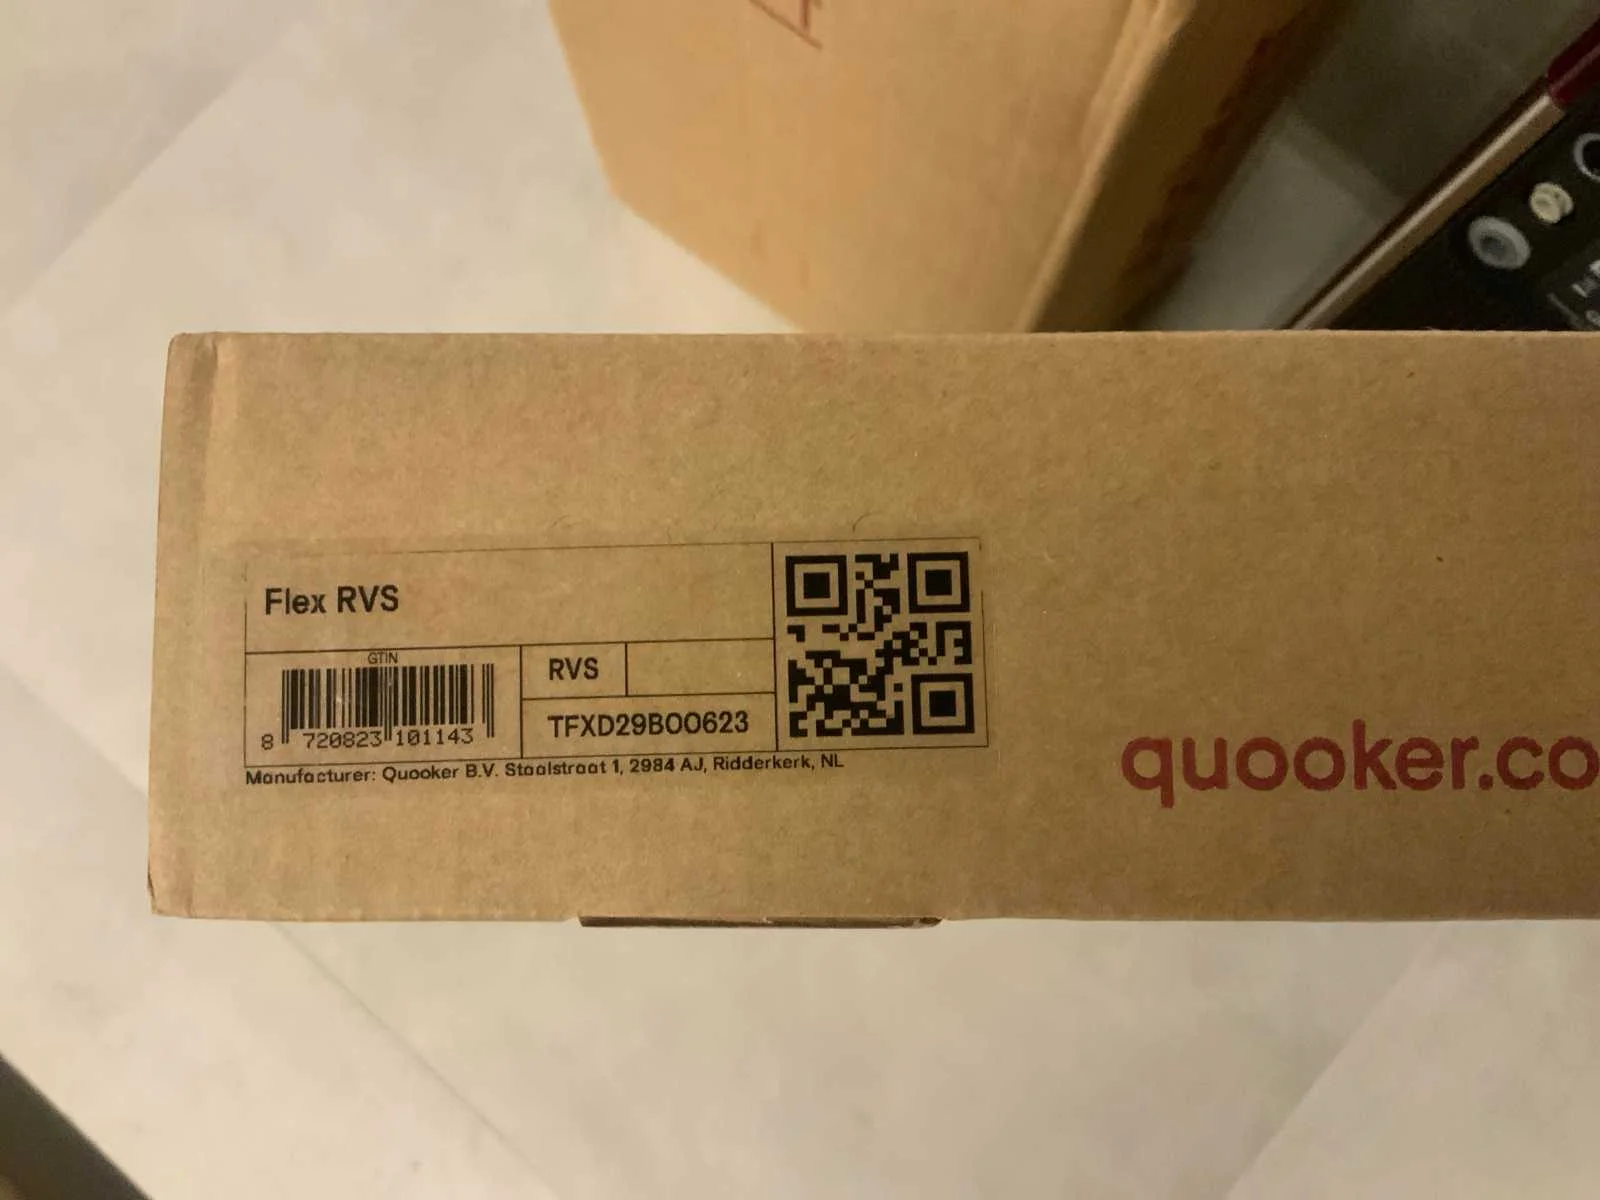 Flex RVS
GTIN
8 720823 101143
RVS
TFXD29B00623
Manufacturer: Quooker B.V. Staalstraat 1, 2984 AJ, Ridderkerk, NL
quooker.co